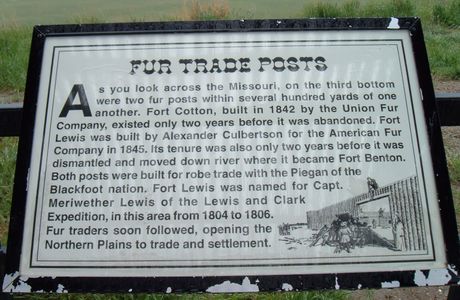 FUR TRADE POSTS
As you look across the Missouri, on the third bottom
were two fur posts within several hundred yards of one
another. Fort Cotton, built in 1842 by the Union Fur
Company, existed only two years before it was abandoned. Fort
Lewis was built by Alexander Culbertson for the American Fur
Company in 1845. Its tenure was also only two years before it was
dismantled and moved down river where it became Fort Benton.
Both posts were built for robe trade with the Piegan of the
Blackfoot nation. Fort Lewis was named for Capt.
Meriwether Lewis of the Lewis and Clark
Expedition, in this area from 1804 to 1806.
Fur traders soon followed, opening the
Northern Plains to trade and settlement.